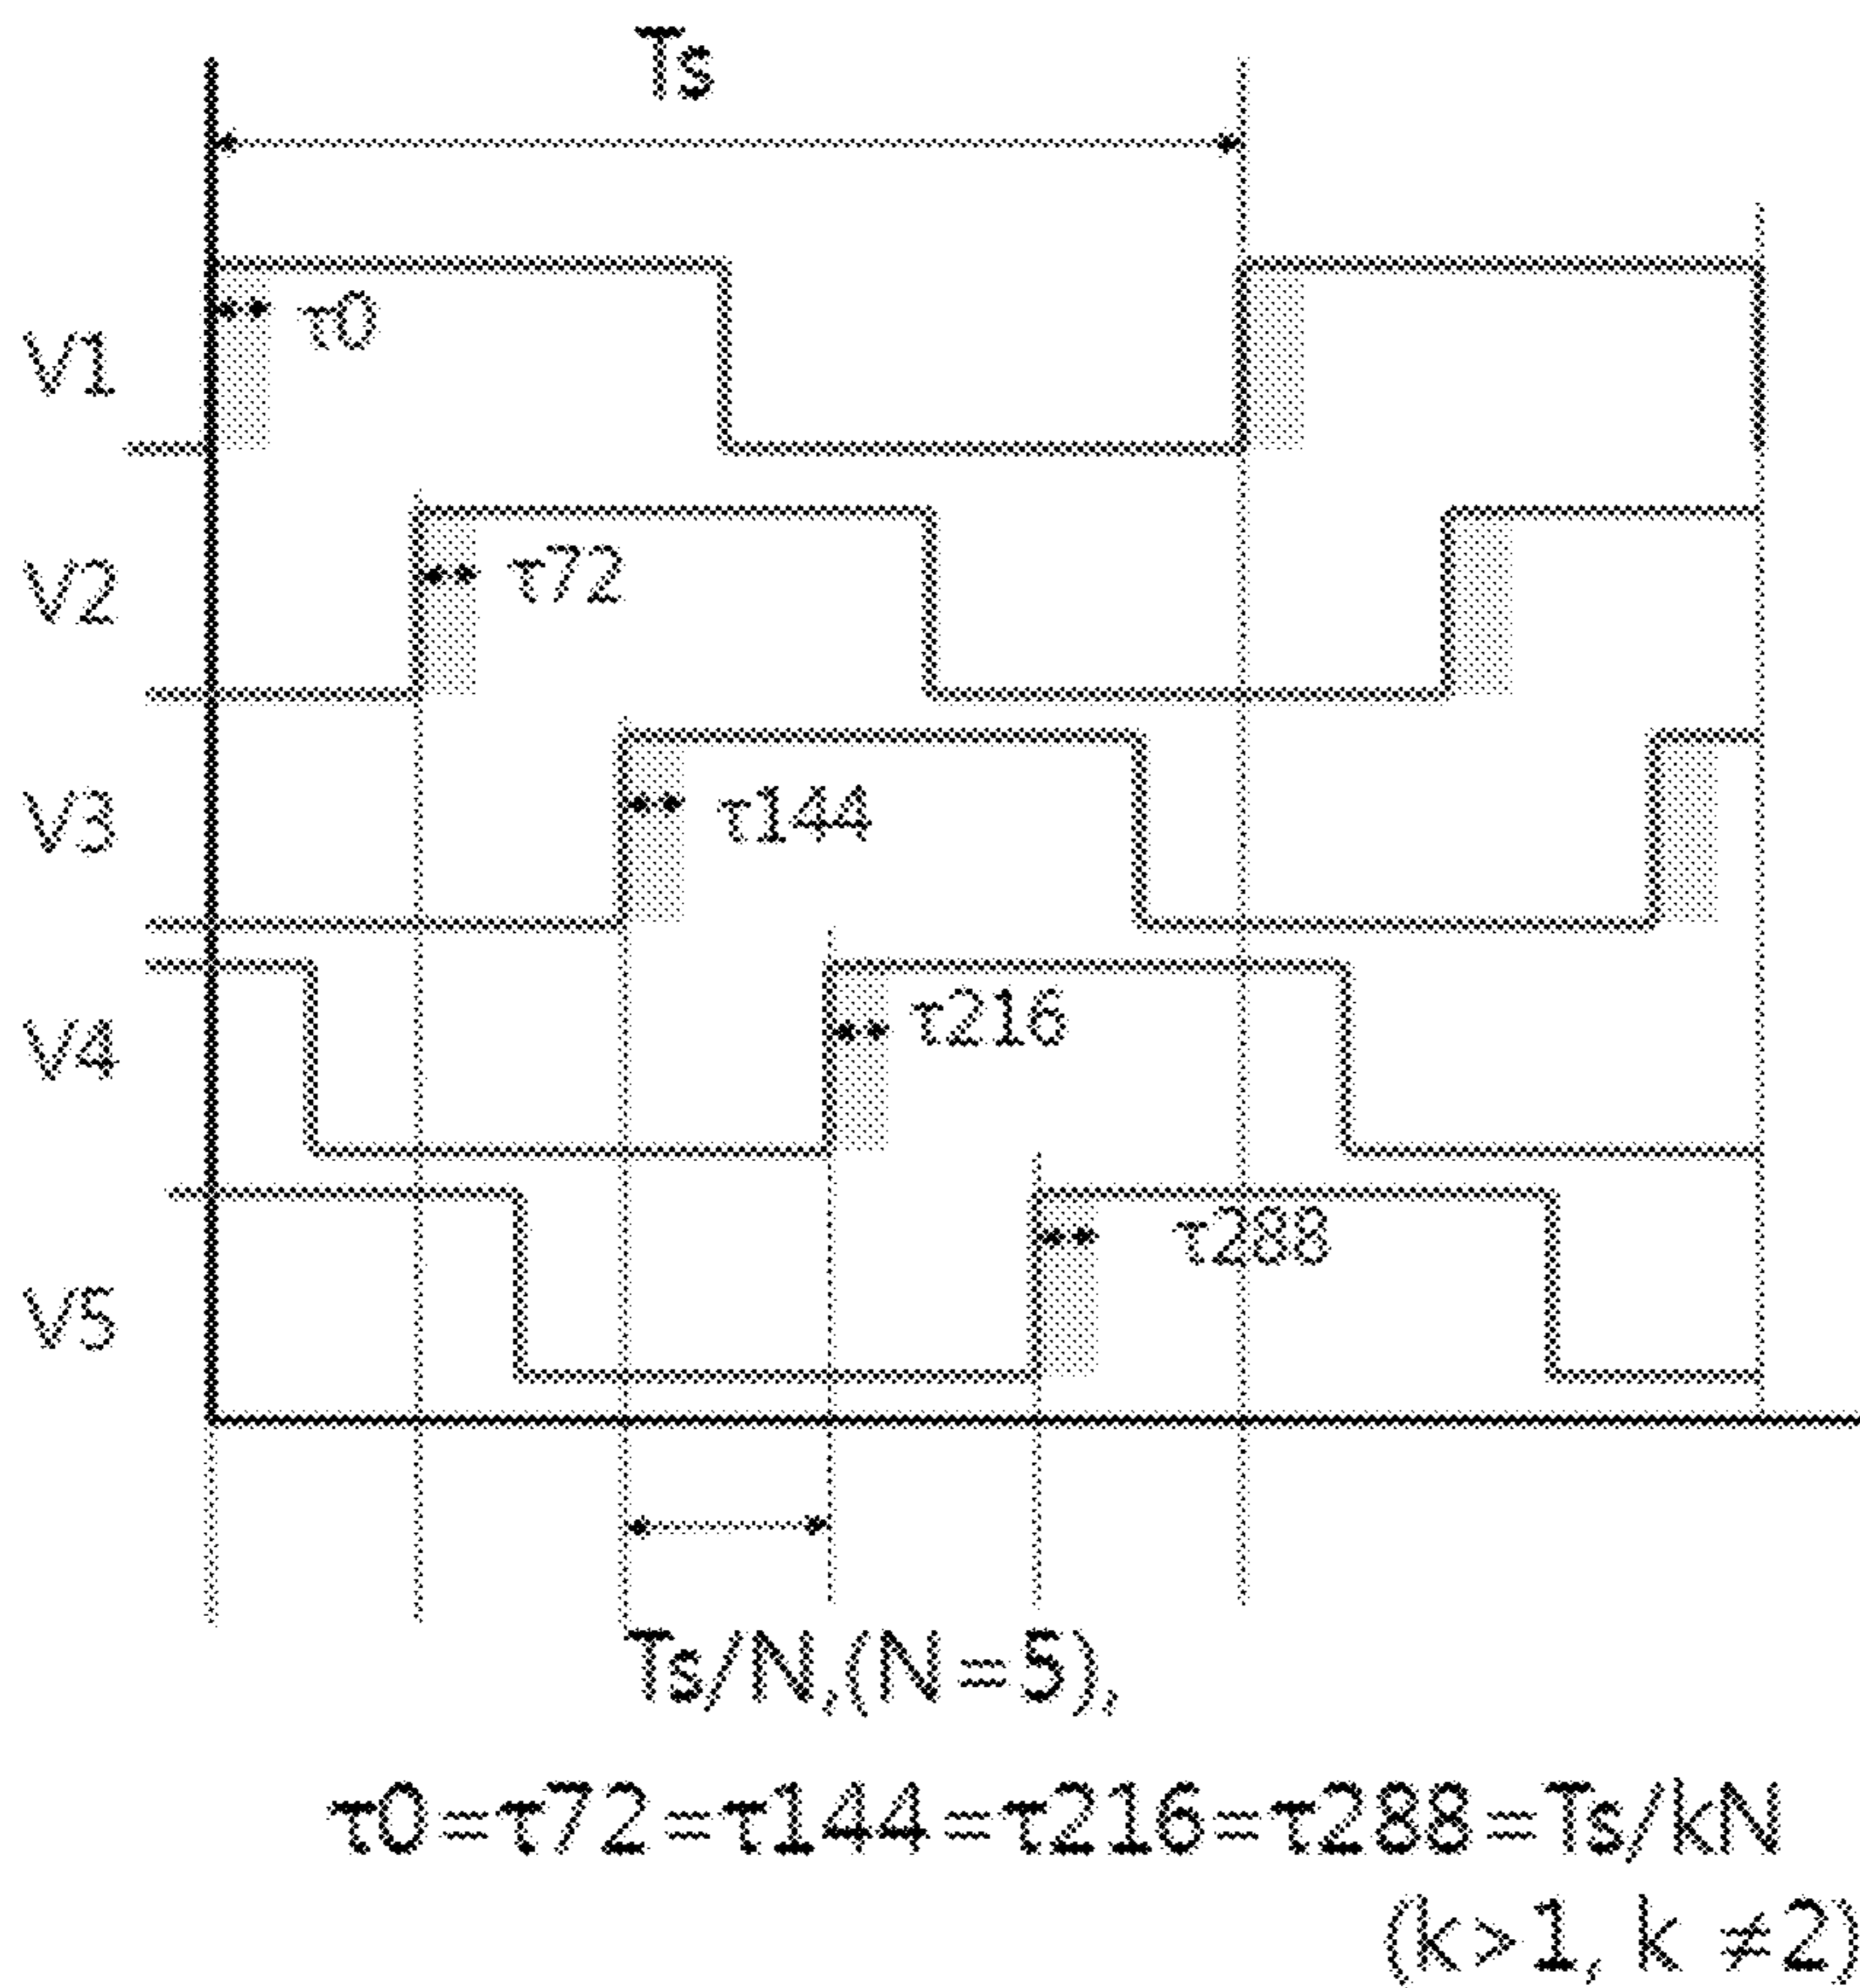 Ts
V1
τ0
V2
τ72
V3
τ144
V4
τ216
V5
τ288
Ts/N,(N=5),
τ0=τ72=τ144=τ216=τ288=Ts/kN
(k>1, k ≠2)